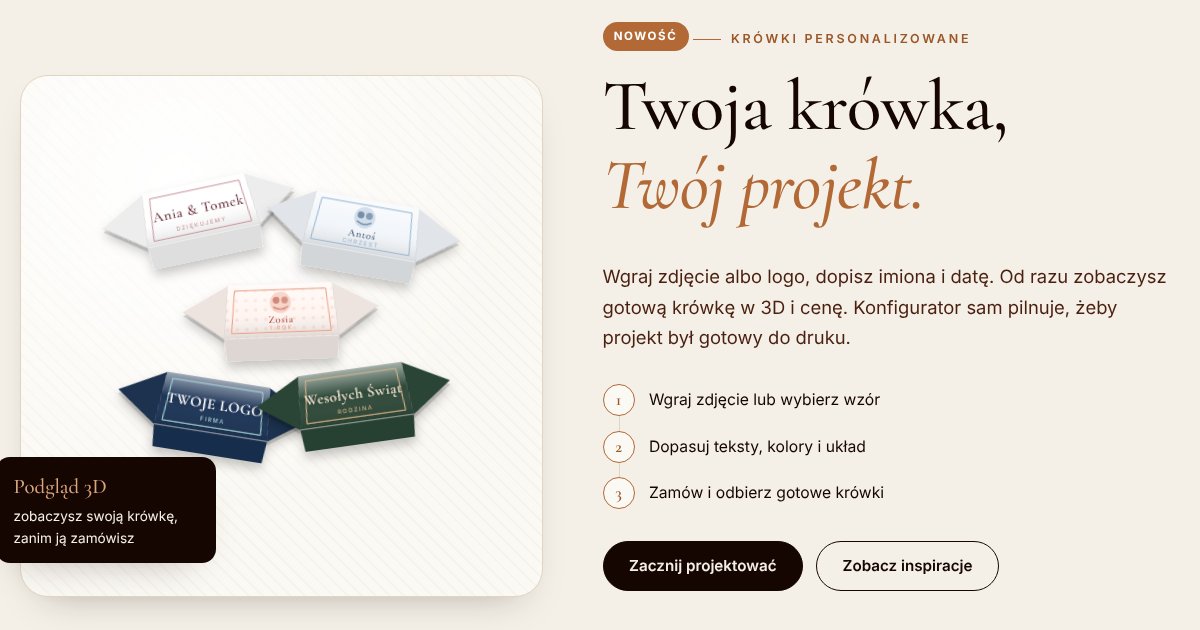 NOWOŚĆ
KRÓWKI PERSONALIZOWANE
Twoja krówka,
Twój projekt.
Wgraj zdjęcie albo logo, dopisz imiona i datę. Od razu zobaczysz
gotową krówkę w 3D i cenę. Konfigurator sam pilnuje, żeby
projekt był gotowy do druku.
1 Wgraj zdjęcie lub wybierz wzór
2 Dopasuj teksty, kolory i układ
3 Zamów i odbierz gotowe krówki
Zacznij projektować
Zobacz inspiracje
Ania & Tomek
DZIĘKUJEMY
Antoś
CHRZEST
Zosia
1 ROK
TWOJE LOGO
FIRMA
Wesołych Świąt
RODZINA
Podgląd 3D
zobaczysz swoją krówkę,
zanim ją zamówisz